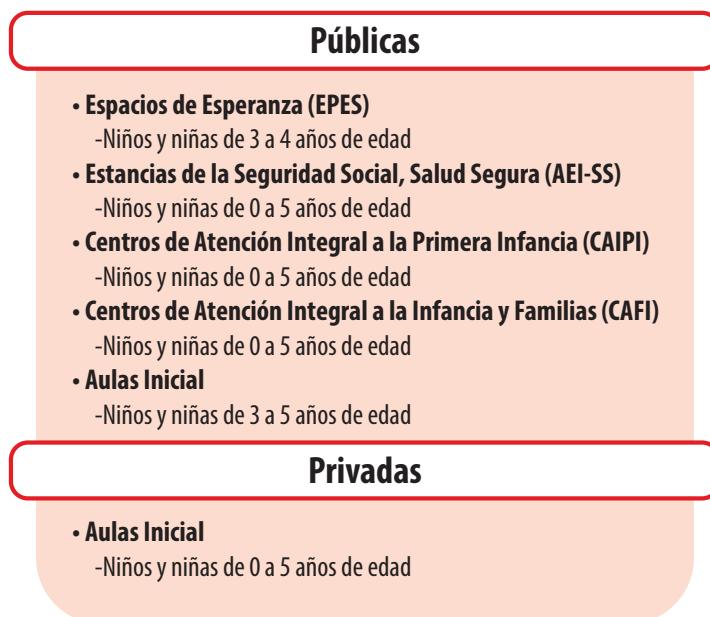 Públicas
• Espacios de Esperanza (EPES)
-Niños y niñas de 3 a 4 años de edad
• Estancias de la Seguridad Social, Salud Segura (AEI-SS)
-Niños y niñas de 0 a 5 años de edad
• Centros de Atención Integral a la Primera Infancia (CAIPI)
-Niños y niñas de 0 a 5 años de edad
• Centros de Atención Integral a la Infancia y Familias (CAFI)
-Niños y niñas de 0 a 5 años de edad
• Aulas Inicial
-Niños y niñas de 3 a 5 años de edad
Privadas
• Aulas Inicial
-Niños y niñas de 0 a 5 años de edad